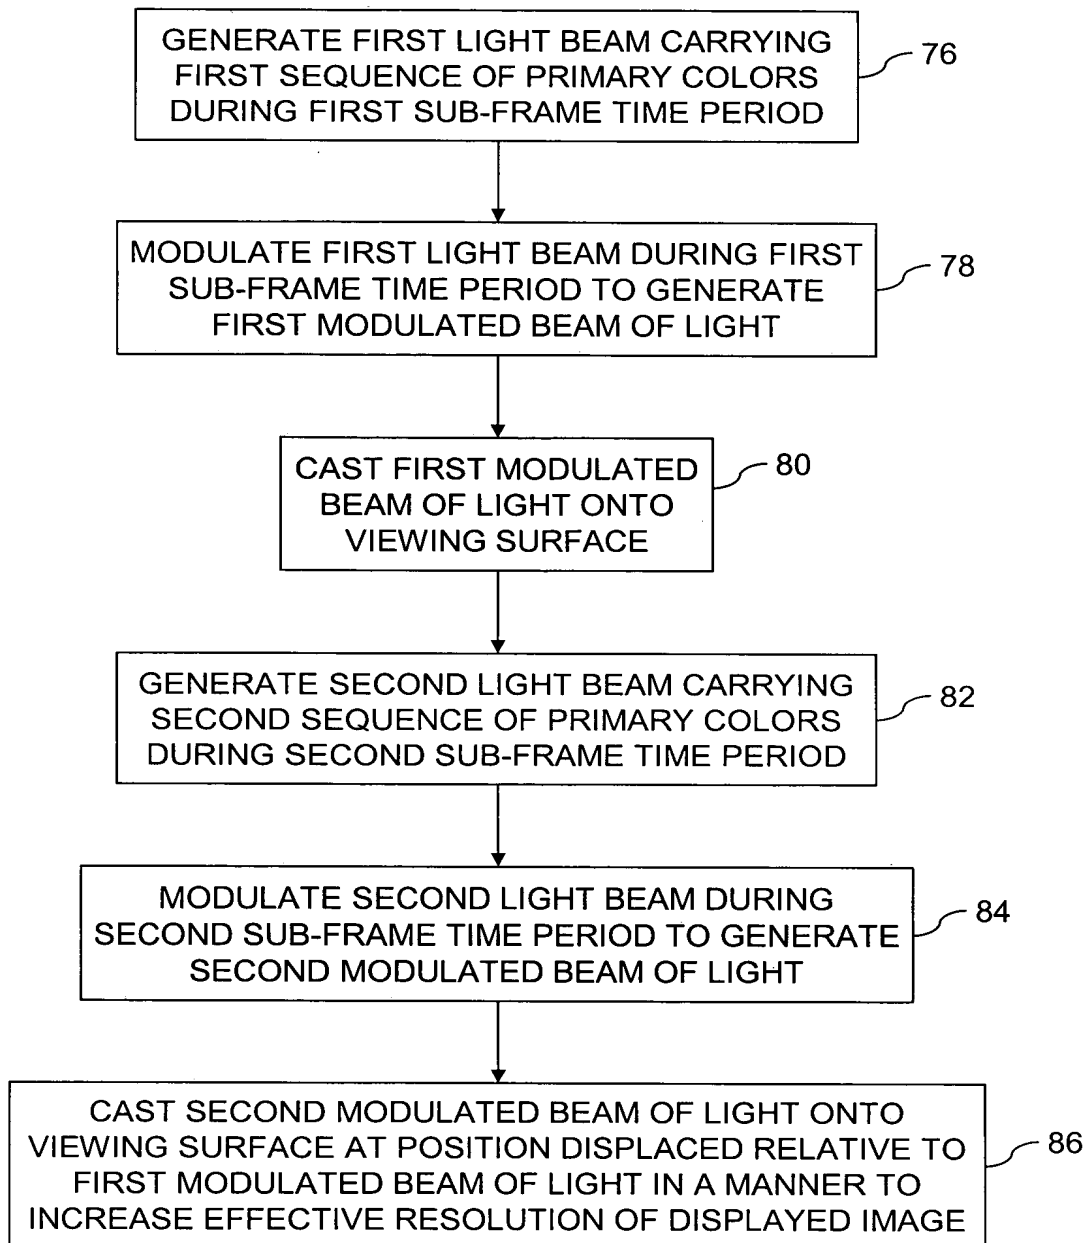 GENERATE FIRST LIGHT BEAM CARRYING
FIRST SEQUENCE OF PRIMARY COLORS
DURING FIRST SUB-FRAME TIME PERIOD
76
MODULATE FIRST LIGHT BEAM DURING FIRST
SUB-FRAME TIME PERIOD TO GENERATE
FIRST MODULATED BEAM OF LIGHT
78
CAST FIRST MODULATED
BEAM OF LIGHT ONTO
VIEWING SURFACE
80
GENERATE SECOND LIGHT BEAM CARRYING
SECOND SEQUENCE OF PRIMARY COLORS
DURING SECOND SUB-FRAME TIME PERIOD
82
MODULATE SECOND LIGHT BEAM DURING
SECOND SUB-FRAME TIME PERIOD TO GENERATE
SECOND MODULATED BEAM OF LIGHT
84
CAST SECOND MODULATED BEAM OF LIGHT ONTO
VIEWING SURFACE AT POSITION DISPLACED RELATIVE TO
FIRST MODULATED BEAM OF LIGHT IN A MANNER TO
INCREASE EFFECTIVE RESOLUTION OF DISPLAYED IMAGE
86